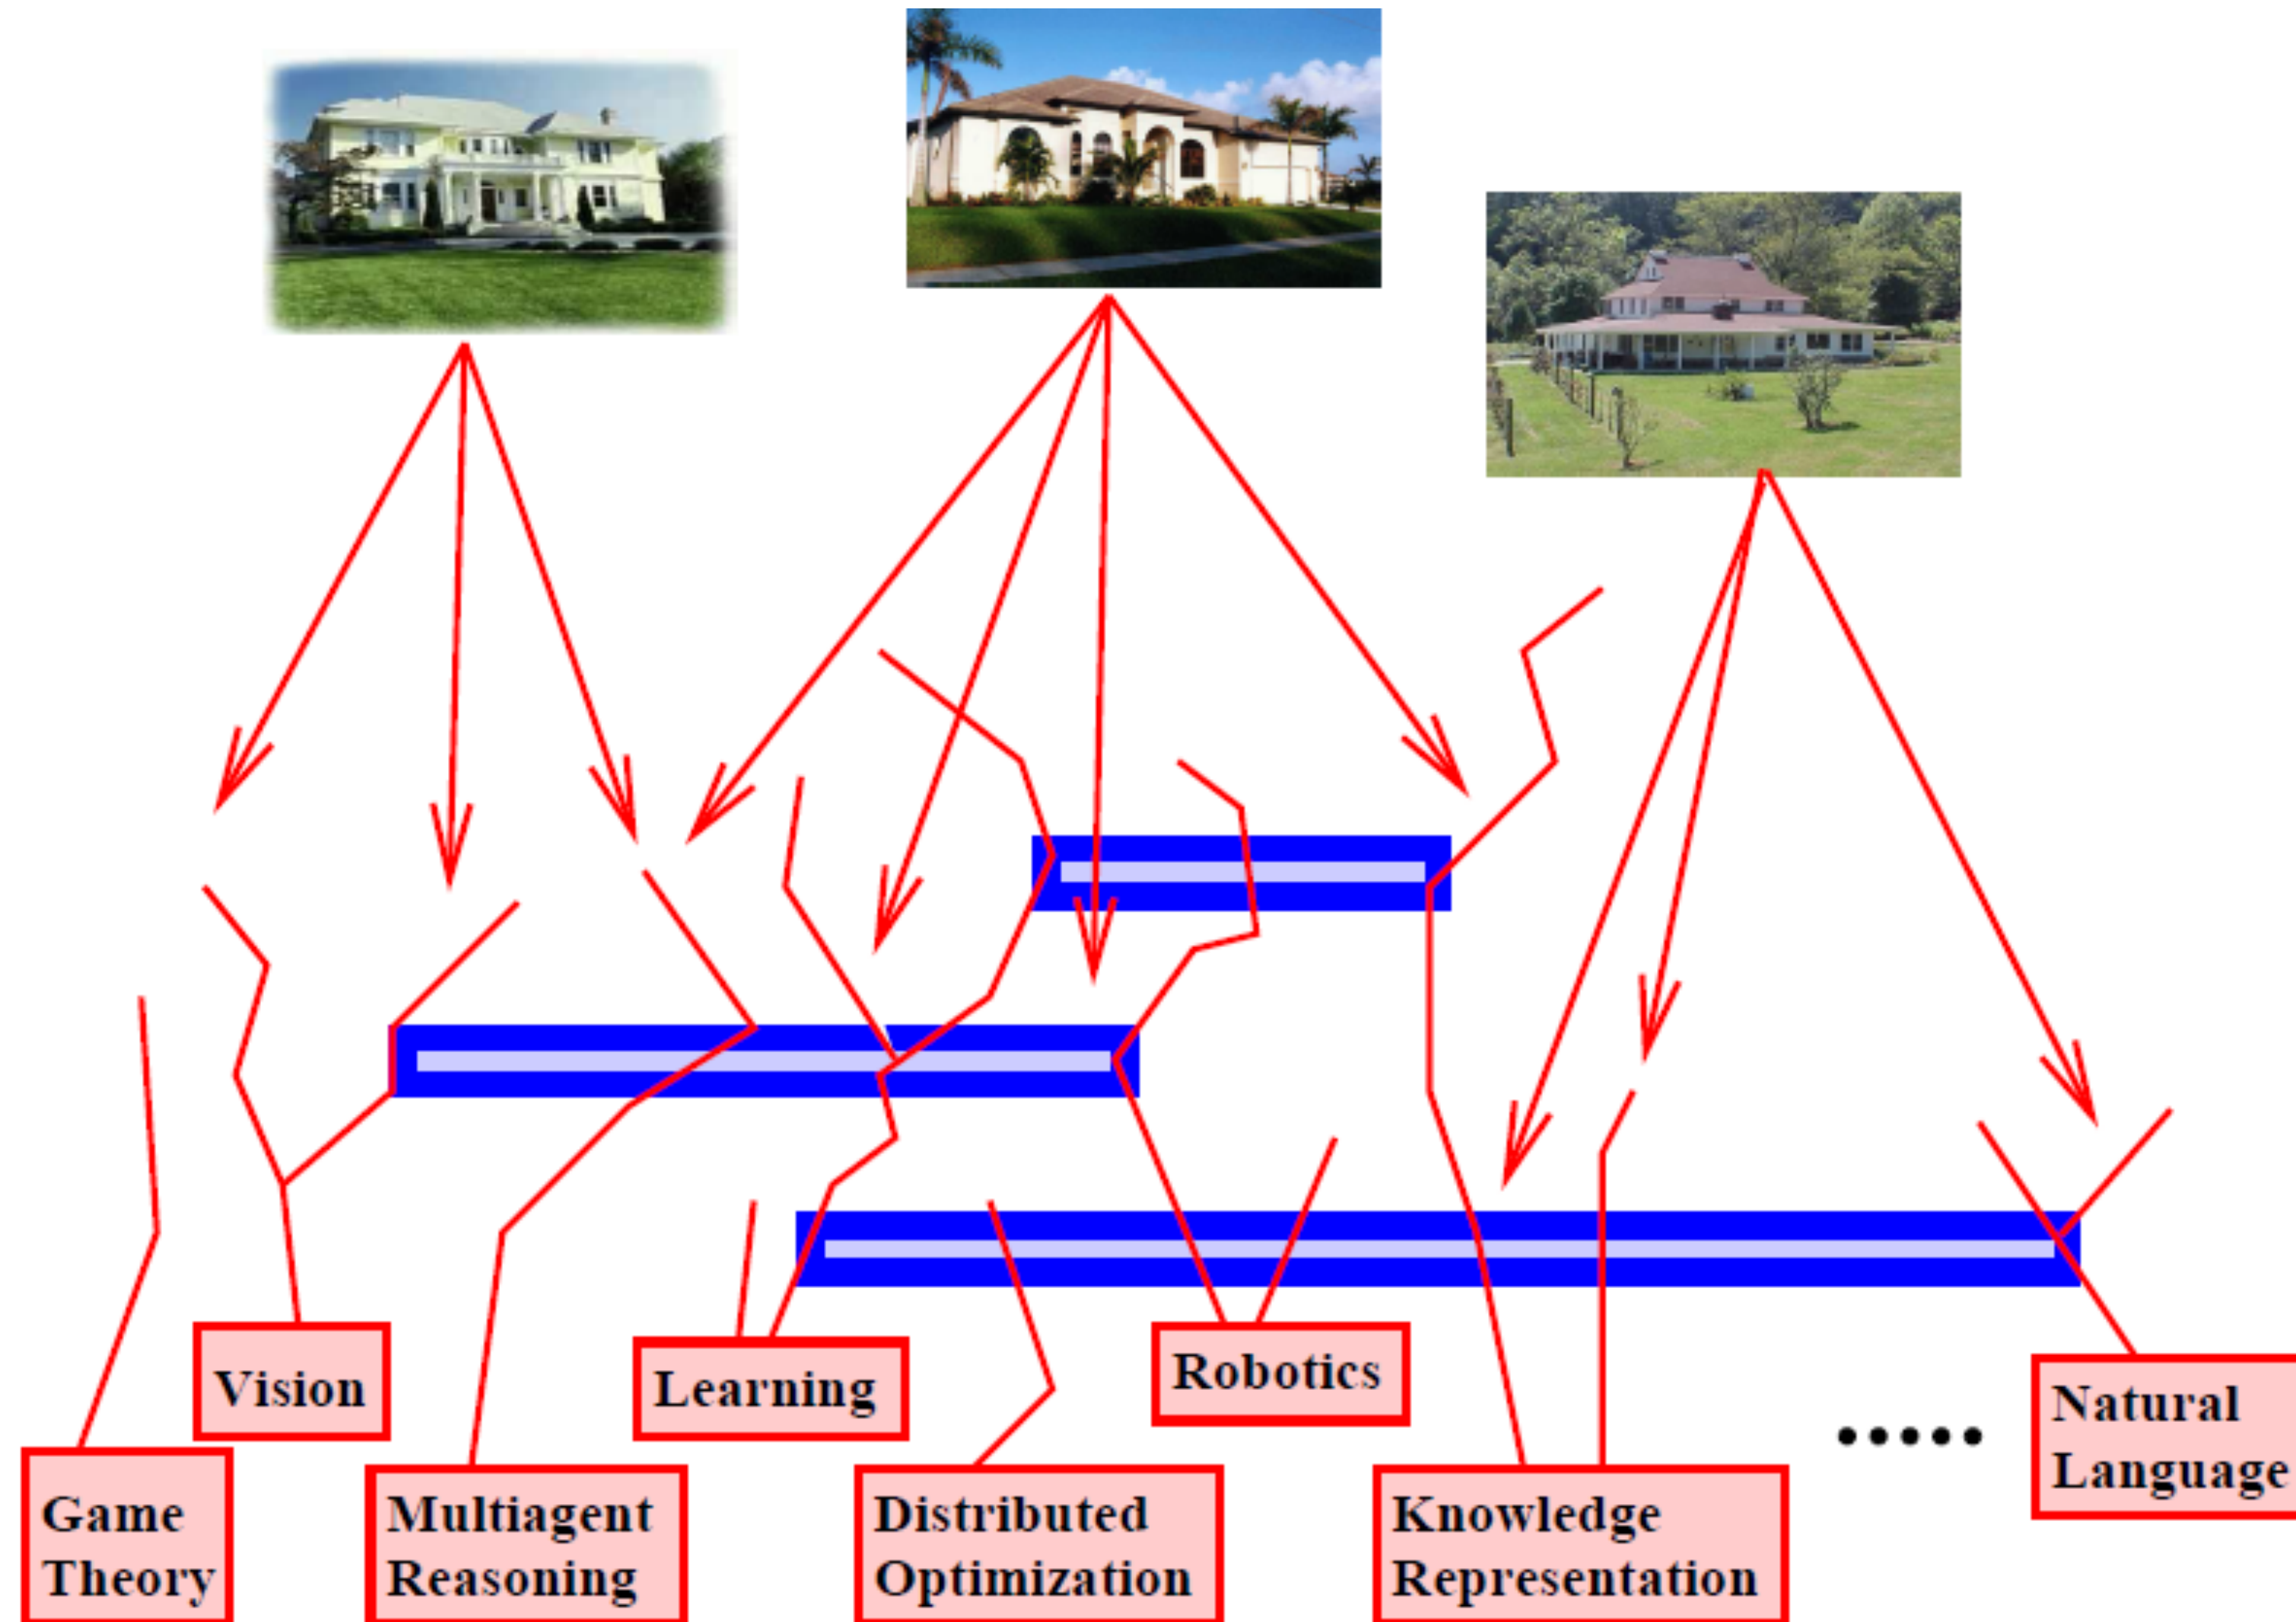 Vision
Learning
Robotics
Natural
Language
Game
Theory
Multiagent
Reasoning
Distributed
Optimization
Knowledge
Representation
.....